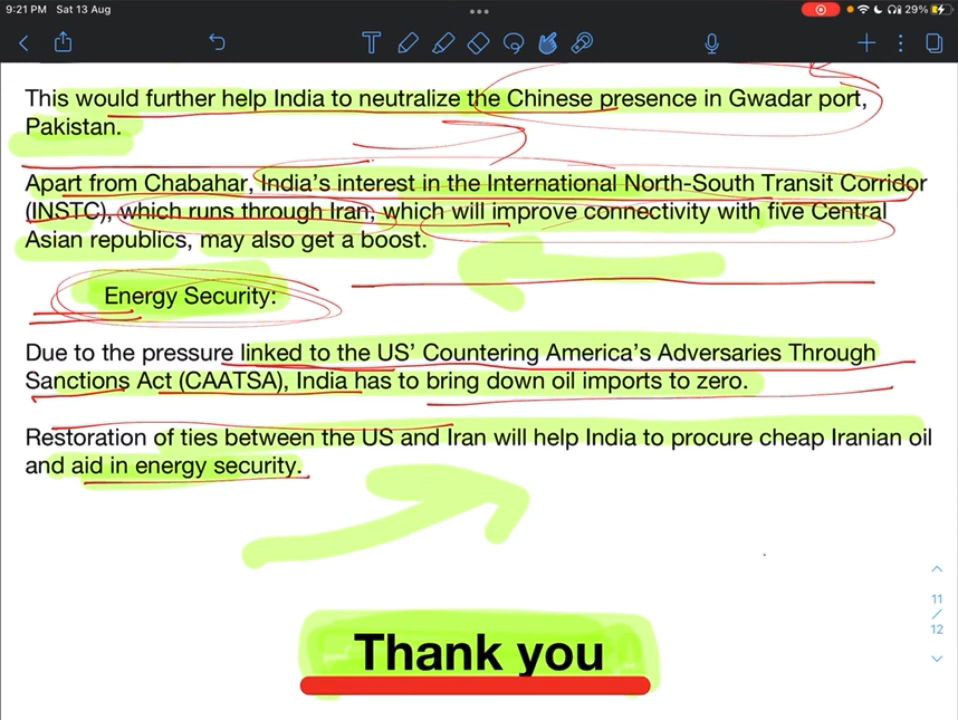 9:21 PM Sat 13 Aug
29%
This would further help India to neutralize the Chinese presence in Gwadar port,
Pakistan.
Apart from Chabahar, India's interest in the International North-South Transit Corridor
(INSTC), which runs through Iran, which will improve connectivity with five Central
Asian republics, may also get a boost.
Energy Security:
Due to the pressure linked to the US' Countering America's Adversaries Through
Sanctions Act (CAATSA), India has to bring down oil imports to zero.
Restoration of ties between the US and Iran will help India to procure cheap Iranian oil
and aid in energy security.
11
/
12
Thank you